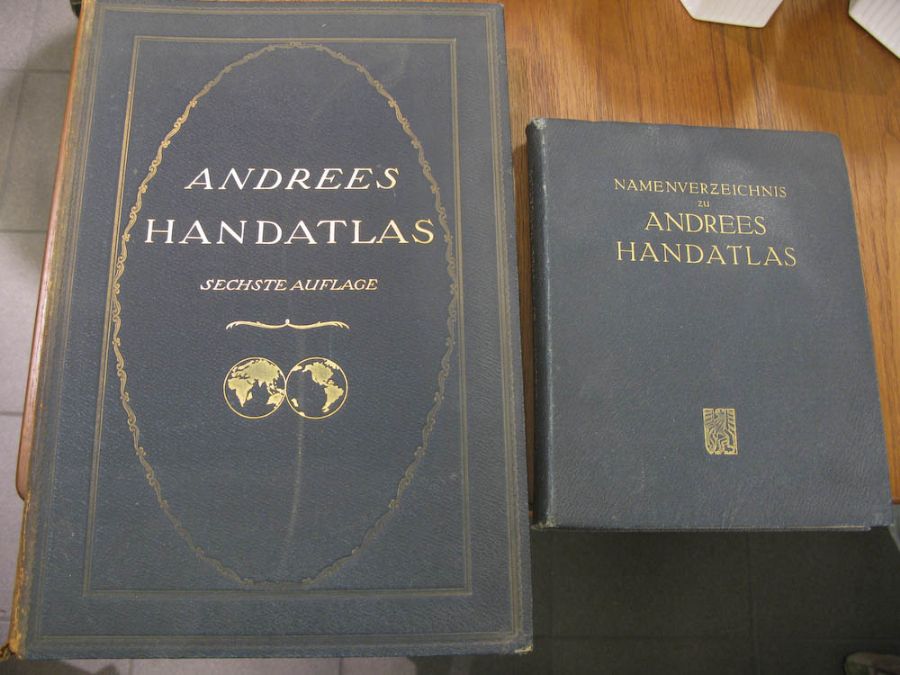 ANDREES
HANDATLAS
SECHSTE AUFLAGE
NAMENVERZEICHNIS
ZU
ANDREES
HANDATLAS